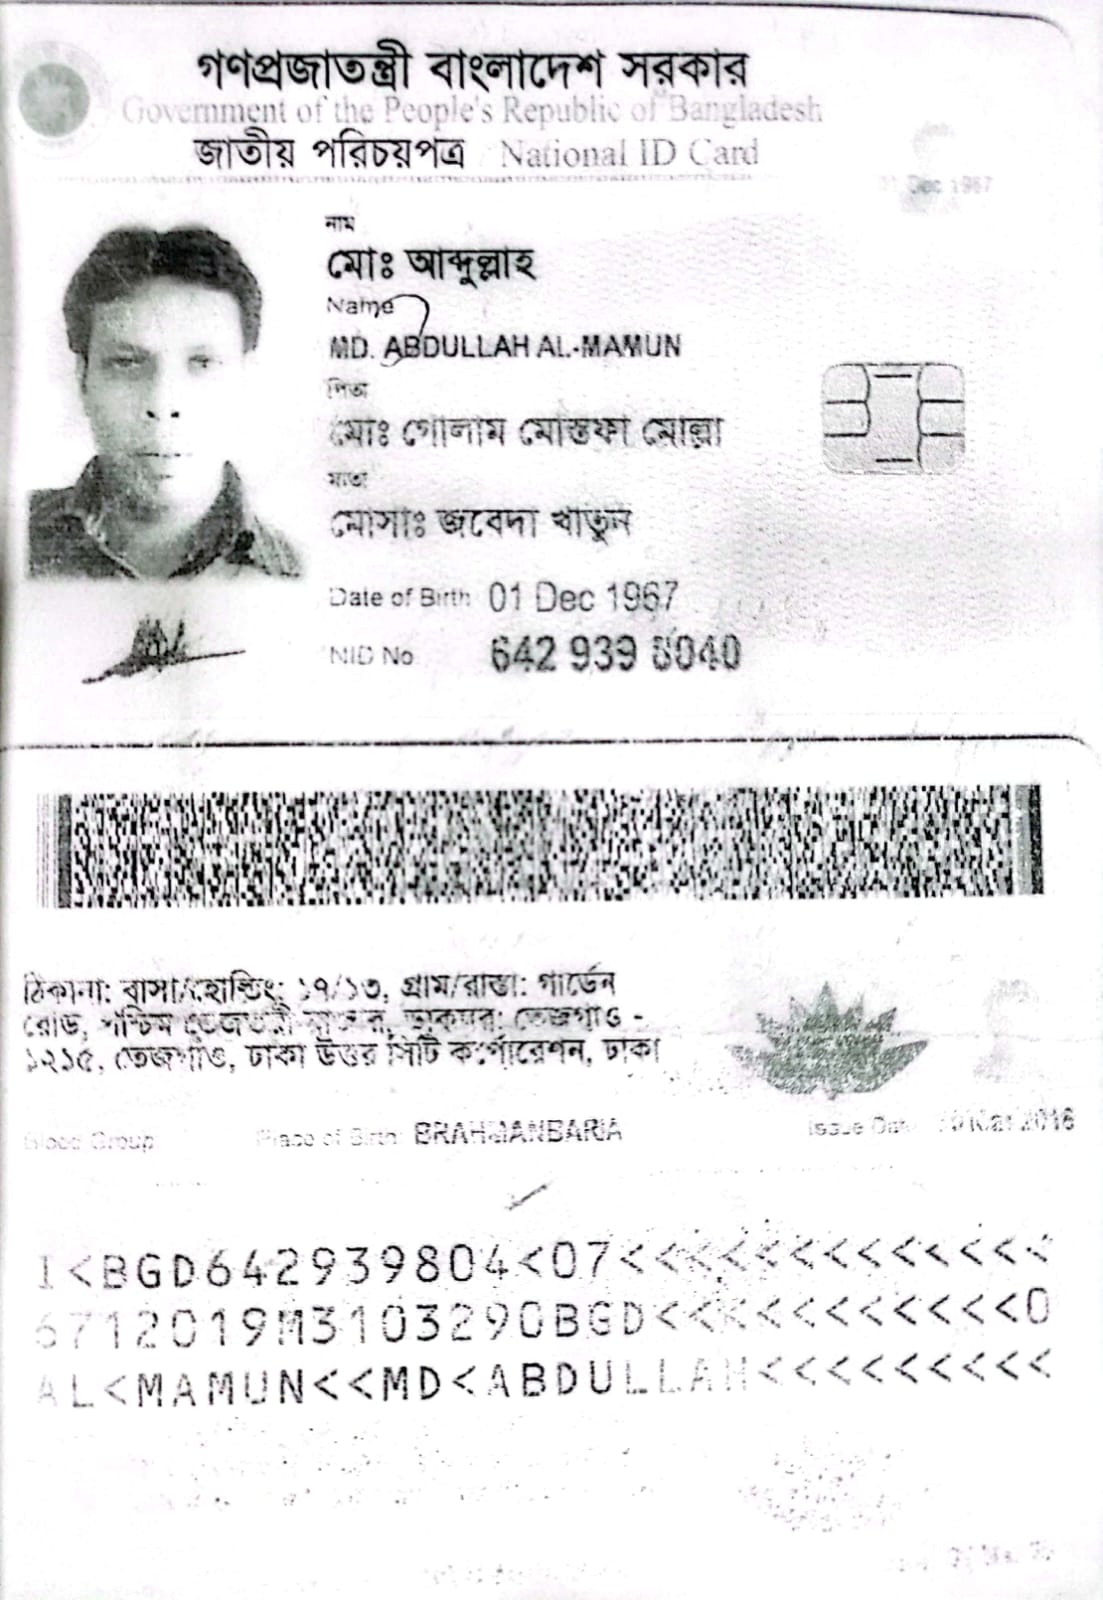 গণপ্রজাতন্ত্রী বাংলাদেশ সরকার
Government of the People's Republic of Bangladesh
জাতীয় পরিচয়পত্র National ID Card
01 Dec 1967
নাম
মোঃ আব্দুল্লাহ
Name
MD. ABDULLAH AL-MAMUN
পিতা
মোঃ গোলাম মোস্তফা মোল্লা
মাতা
মোসাঃ জবেদা খাতুন
Date of Birth 01 Dec 1967
NID No 642 939 8040
ঠিকানা: বাসা/হোল্ডিং: ১৭/১৩, গ্রাম/রাস্তা: গার্ডেন
রোড, পশ্চিম তেজতুরী বাজার, ডাকঘর: তেজগাঁও -
১২১৫, তেজগাঁও, ঢাকা উত্তর সিটি কর্পোরেশন, ঢাকা
Blood Group Place of Birth: BRAHMANBARIA Issue Date: Mar 2016
I<BGD642939804<07<<<<<<<<<<<<<
6712019M3103290BGD<<<<<<<<<<<0
AL<MAMUN<<MD<ABDULLAH<<<<<<<<<